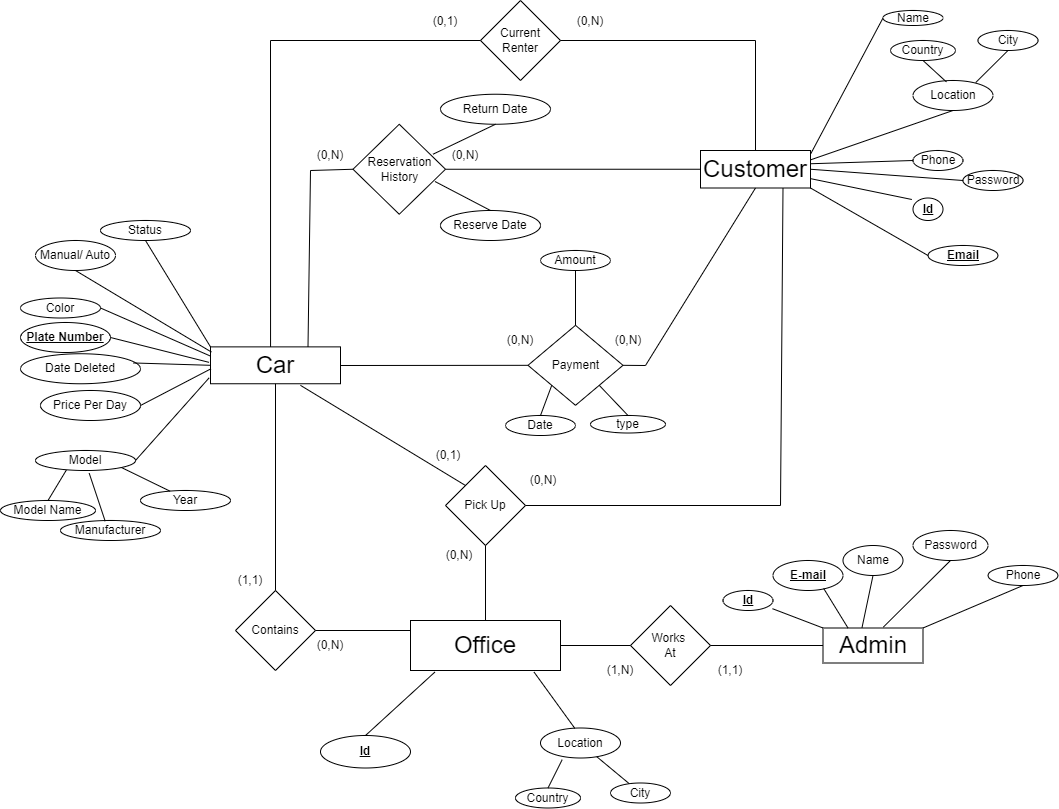 (0,1)
Current
Renter
(0,N)
Name
Country
City
Location
Return Date
(0,N)
Reservation
History
(0,N)
Customer
Phone
Password
Id
Reserve Date
Email
Status
Manual/ Auto
Amount
Color
Plate Number
Date Deleted
Price Per Day
Car
(0,N)
Payment
(0,N)
Date
type
Model
Model Name
Manufacturer
Year
(0,1)
Pick Up
(0,N)
(0,N)
Password
Name
E-mail
Phone
Id
(1,1)
Contains
(0,N)
Office
Works
At
(1,N)
(1,1)
Admin
Id
Location
Country
City